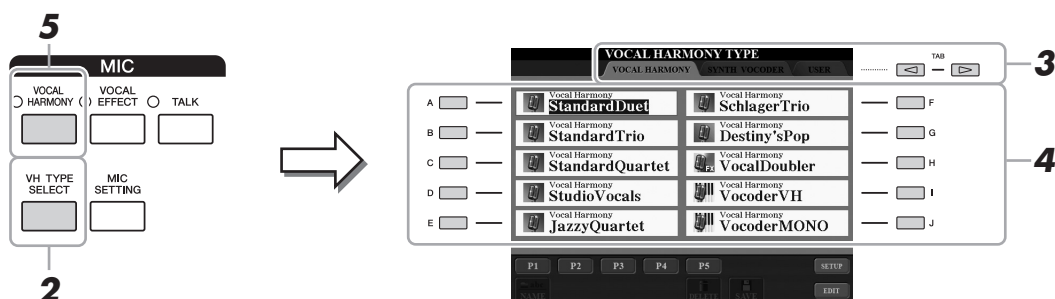 5
MIC
VOCAL HARMONY
VOCAL EFFECT
TALK
VH TYPE SELECT
MIC SETTING
2
VOCAL HARMONY TYPE
VOCAL HARMONY SYNTH VOCODER USER
TAB
3
A
Vocal Harmony
StandardDuet
Vocal Harmony
SchlagerTrio
F
B
Vocal Harmony
StandardTrio
Vocal Harmony
Destiny'sPop
G
C
Vocal Harmony
StandardQuartet
Vocal Harmony
VocalDoubler
H
4
D
Vocal Harmony
StudioVocals
Vocal Harmony
VocoderVH
I
E
Vocal Harmony
JazzyQuartet
Vocal Harmony
VocoderMONO
J
P1 P2 P3 P4 P5 SETUP
NAME DELETE SAVE EDIT